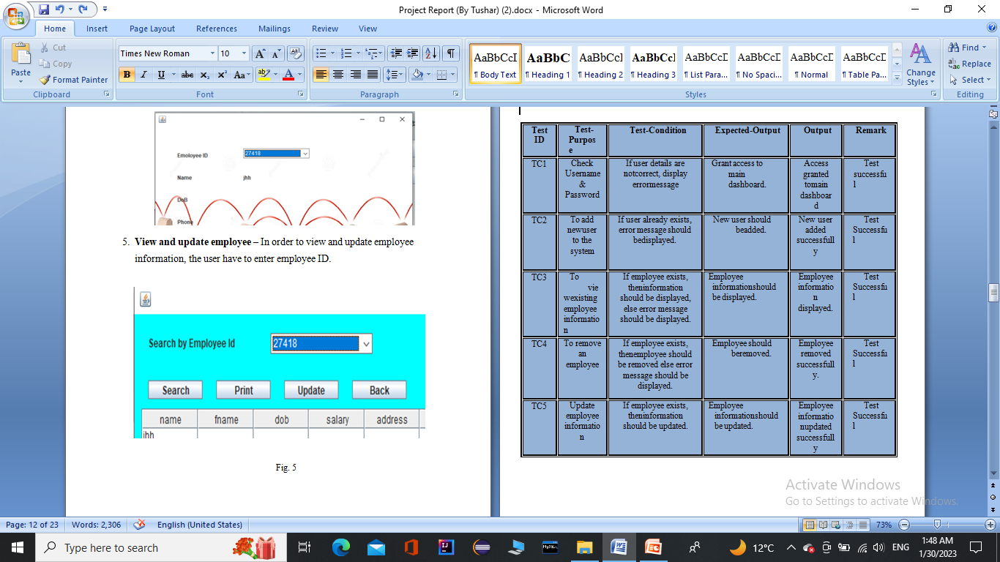 Project Report (By Tushar) (2).docx - Microsoft Word
Home Insert Page Layout References Mailings Review View
Paste
Cut
Copy
Format Painter
Clipboard
Times New Roman 10
B I U abc x₂ x² Aa ab A
Font
Paragraph
AaBbCcD AaBbC AaBbCcI AaBbCcI AaBbCcD AaBbCcD AaBbCcD AaBbCcD
¶ Body Text ¶ Heading 1 ¶ Heading 2 ¶ Heading 3 ¶ List Para... ¶ No Spaci... ¶ Normal ¶ Table Pa...
Change
Styles
Styles
Find
Replace
Select
Editing
Emoloyee ID 27418
Name jhh
DoB
Phone
5. View and update employee – In order to view and update employee
information, the user have to enter employee ID.
Search by Employee Id 27418
Search Print Update Back
name fname dob salary address
jhh
Fig. 5
Test
ID
Test-
Purpos
e
Test-Condition
Expected-Output
Output
Remark
TC1
Check
Username
&
Password
If user details are
notcorrect, display
errormessage
Grant access to
main
dashboard.
Access
granted
tomain
dashboar
d
Test
successfu
l
TC2
To add
newuser
to the
system
If user already exists,
error message should
bedisplayed.
New user should
beadded.
New user
added
successfull
y
Test
Successfu
l
TC3
To
vie
wexisting
employee
informatio
n
If employee exists,
theninformation
should be displayed,
else error message
should be displayed.
Employee
informationshould
be displayed.
Employee
informatio
n
displayed.
Test
Successfu
l
TC4
To remove
an
employee
If employee exists,
thenemployee should
be removed else error
message should be
displayed.
Employee should
beremoved.
Employee
removed
successfull
y.
Test
Successfu
l
TC5
Update
employee
informatio
n
If employee exists,
theninformation
should be updated.
Employee
informationshould
be updated.
Employee
informatio
nupdated
successfull
y
Test
Successfu
l
Activate Windows
Go to Settings to activate Windows.
Page: 12 of 23 Words: 2,306 English (United States) 73%
Type here to search
12°C ENG
1:48 AM
1/30/2023